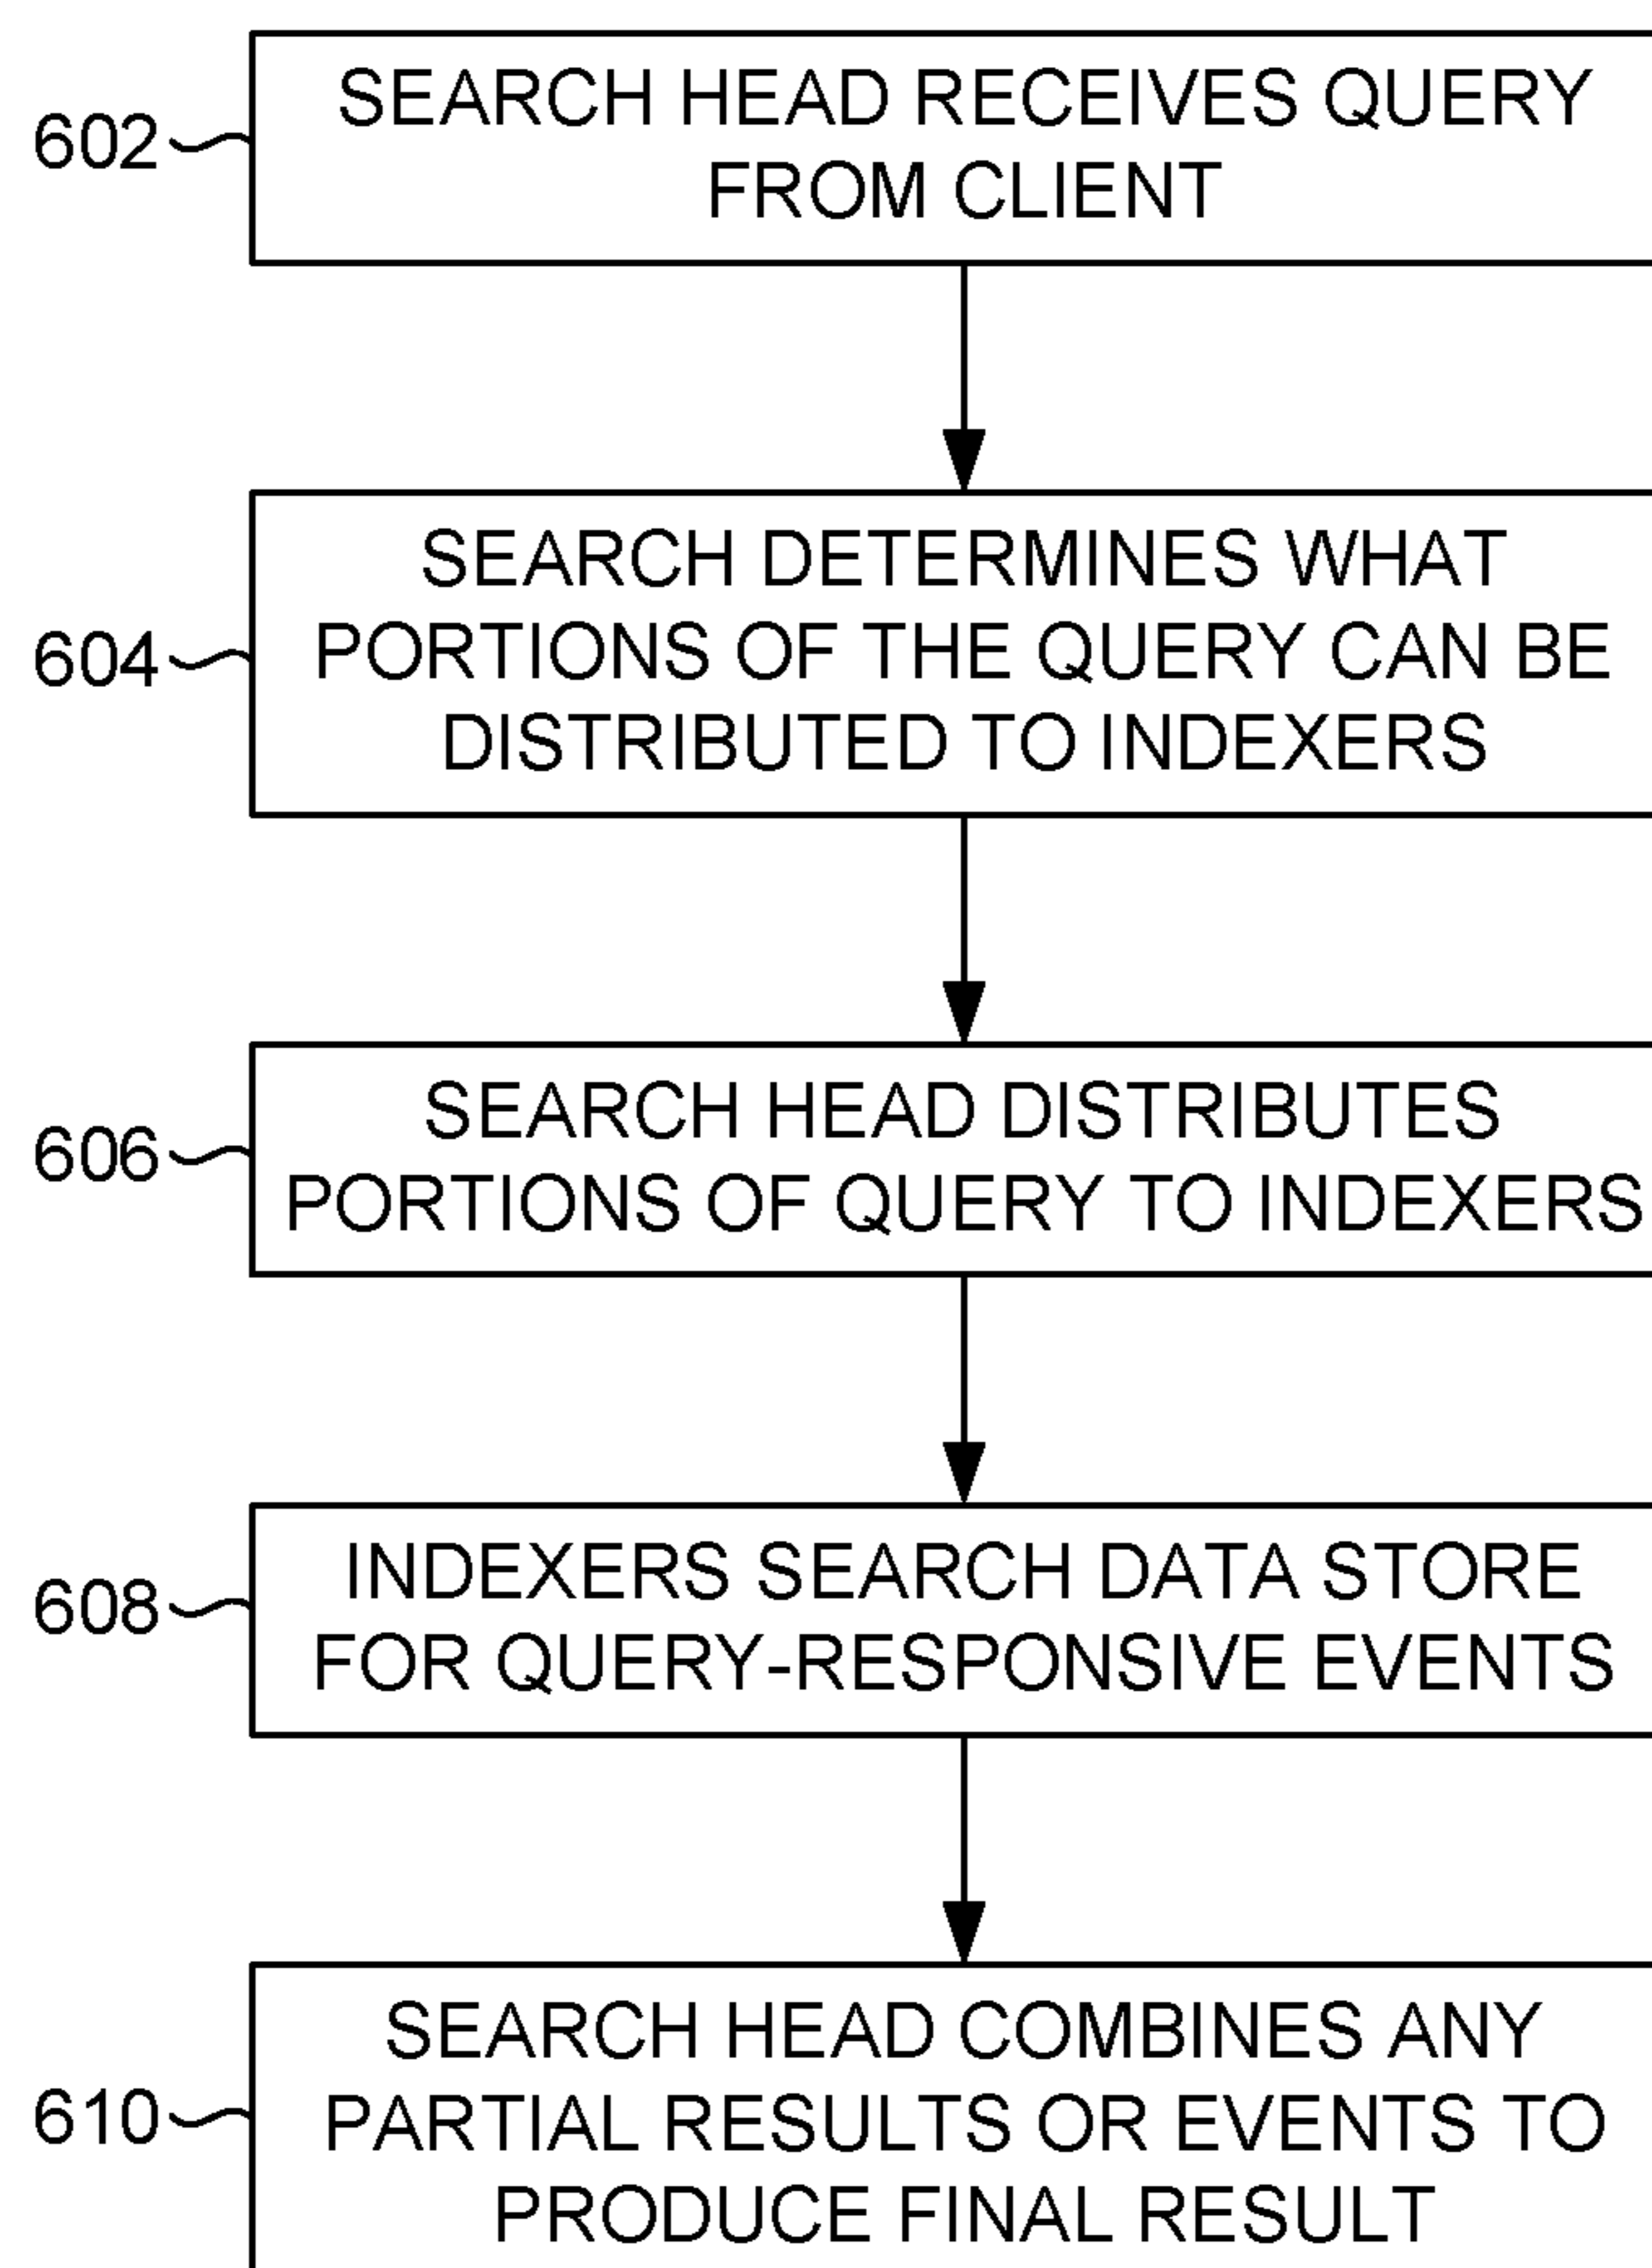 602
SEARCH HEAD RECEIVES QUERY
FROM CLIENT
604
SEARCH DETERMINES WHAT
PORTIONS OF THE QUERY CAN BE
DISTRIBUTED TO INDEXERS
606
SEARCH HEAD DISTRIBUTES
PORTIONS OF QUERY TO INDEXERS
608
INDEXERS SEARCH DATA STORE
FOR QUERY-RESPONSIVE EVENTS
610
SEARCH HEAD COMBINES ANY
PARTIAL RESULTS OR EVENTS TO
PRODUCE FINAL RESULT